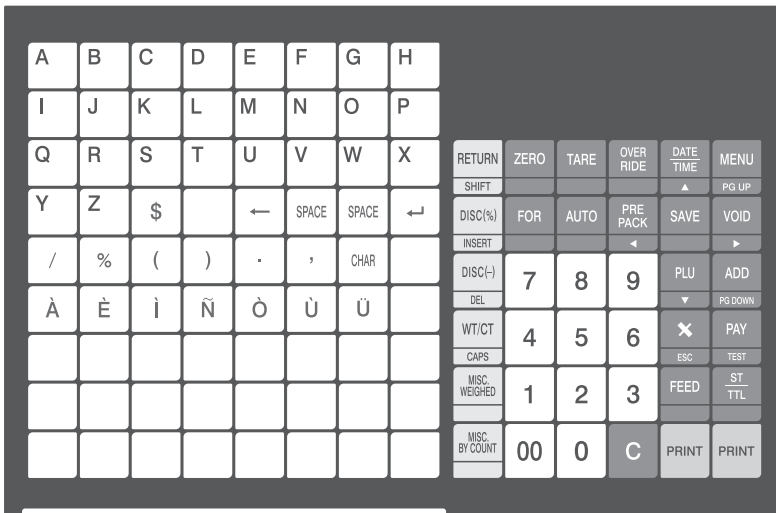 A B C D E F G H
I J K L M N O P
Q R S T U V W X
Y Z $ ← SPACE SPACE ↵
/ % ( ) · , CHAR
À È Ì Ñ Ò Ù Ü
RETURN ZERO TARE OVER RIDE DATE TIME MENU
SHIFT ▲ PG UP
DISC(%) FOR AUTO PRE PACK SAVE VOID
INSERT ◀ ▶
DISC(-) 7 8 9 PLU ADD
DEL ▼ PG DOWN
WT/CT 4 5 6 × PAY
CAPS ESC TEST
MISC. WEIGHED 1 2 3 FEED ST TTL
MISC. BY COUNT 00 0 C PRINT PRINT